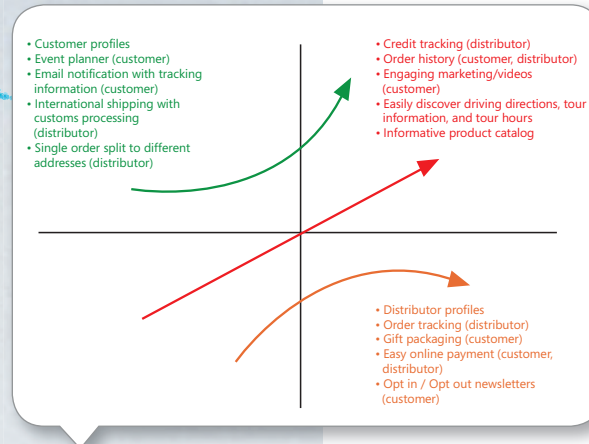 • Customer profiles
• Event planner (customer)
• Email notification with tracking
information (customer)
• International shipping with
customs processing
(distributor)
• Single order split to different
addresses (distributor)
• Credit tracking (distributor)
• Order history (customer, distributor)
• Engaging marketing/videos
(customer)
• Easily discover driving directions, tour
information, and tour hours
• Informative product catalog
• Distributor profiles
• Order tracking (distributor)
• Gift packaging (customer)
• Easy online payment (customer,
distributor)
• Opt in / Opt out newsletters
(customer)